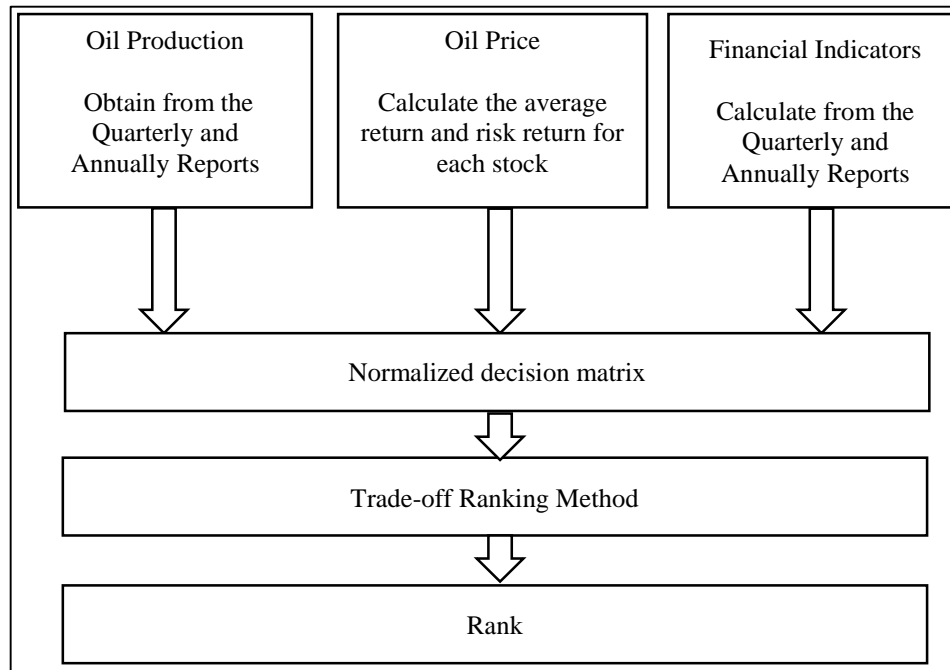 Oil Production
Obtain from the
Quarterly and
Annually Reports
Oil Price
Calculate the average
return and risk return for
each stock
Financial Indicators
Calculate from the
Quarterly and
Annually Reports
Normalized decision matrix
Trade-off Ranking Method
Rank